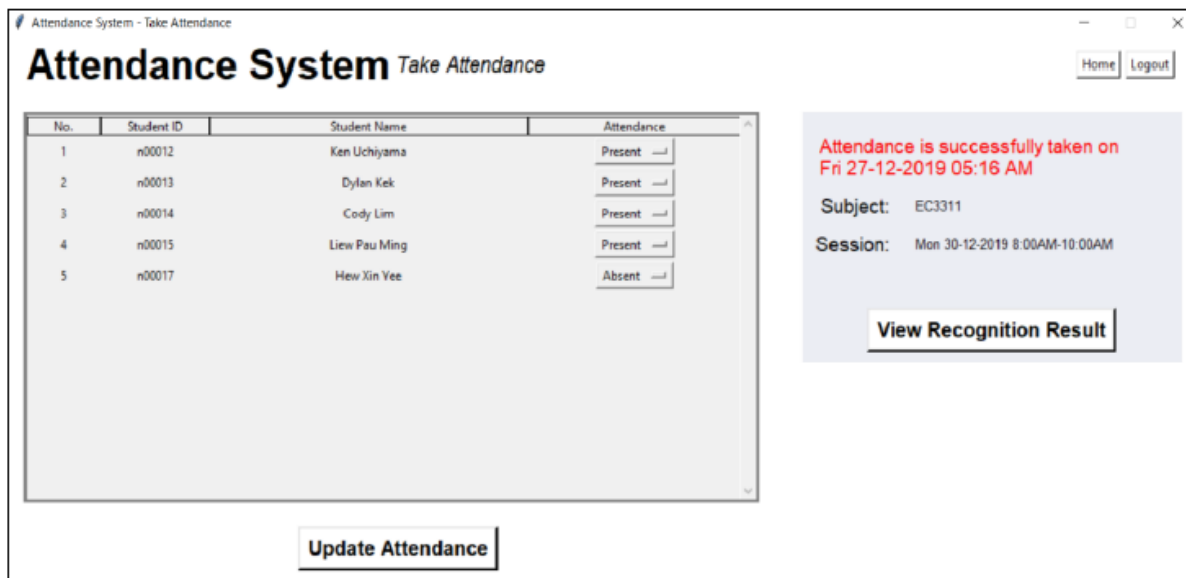 Attendance System - Take Attendance
Attendance System Take Attendance
Home Logout
No. Student ID Student Name Attendance
1 n00012 Ken Uchiyama Present
2 n00013 Dylan Kek Present
3 n00014 Cody Lim Present
4 n00015 Liew Pau Ming Present
5 n00017 Hew Xin Yee Absent
Update Attendance
Attendance is successfully taken on
Fri 27-12-2019 05:16 AM
Subject: EC3311
Session: Mon 30-12-2019 8:00AM-10:00AM
View Recognition Result